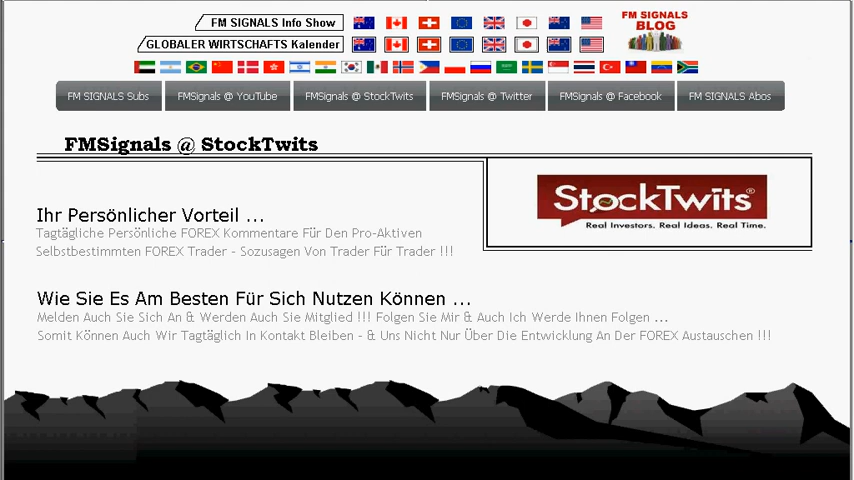 FM SIGNALS Info Show
FM SIGNALS
BLOG
GLOBALER WIRTSCHAFTS Kalender
FM SIGNALS Subs
FMSignals @ YouTube
FMSignals @ StockTwits
FMSignals @ Twitter
FMSignals @ Facebook
FM SIGNALS Abos
FMSignals @ StockTwits
StockTwits®
Real Investors. Real Ideas. Real Time.
Ihr Persönlicher Vorteil ...
Tagtägliche Persönliche FOREX Kommentare Für Den Pro-Aktiven
Selbstbestimmten FOREX Trader - Sozusagen Von Trader Für Trader !!!
Wie Sie Es Am Besten Für Sich Nutzen Können ...
Melden Auch Sie Sich An & Werden Auch Sie Mitglied !!! Folgen Sie Mir & Auch Ich Werde Ihnen Folgen ...
Somit Können Auch Wir Tagtäglich In Kontakt Bleiben - & Uns Nicht Nur Über Die Entwicklung An Der FOREX Austauschen !!!